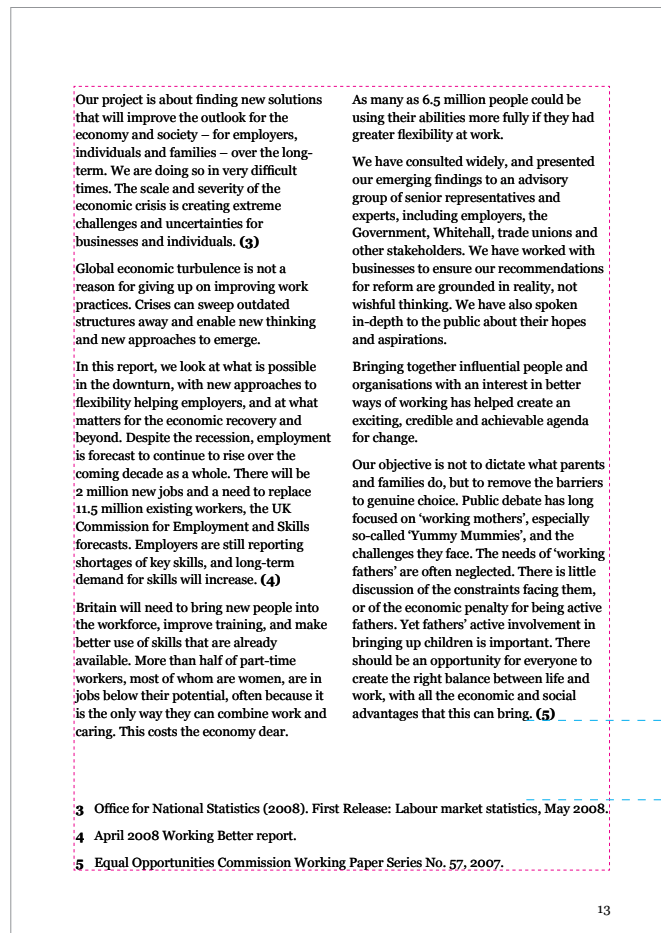 Our project is about finding new solutions
that will improve the outlook for the
economy and society – for employers,
individuals and families – over the long-
term. We are doing so in very difficult
times. The scale and severity of the
economic crisis is creating extreme
challenges and uncertainties for
businesses and individuals. (3)
Global economic turbulence is not a
reason for giving up on improving work
practices. Crises can sweep outdated
structures away and enable new thinking
and new approaches to emerge.
In this report, we look at what is possible
in the downturn, with new approaches to
flexibility helping employers, and at what
matters for the economic recovery and
beyond. Despite the recession, employment
is forecast to continue to rise over the
coming decade as a whole. There will be
2 million new jobs and a need to replace
11.5 million existing workers, the UK
Commission for Employment and Skills
forecasts. Employers are still reporting
shortages of key skills, and long-term
demand for skills will increase. (4)
Britain will need to bring new people into
the workforce, improve training, and make
better use of skills that are already
available. More than half of part-time
workers, most of whom are women, are in
jobs below their potential, often because it
is the only way they can combine work and
caring. This costs the economy dear.
As many as 6.5 million people could be
using their abilities more fully if they had
greater flexibility at work.
We have consulted widely, and presented
our emerging findings to an advisory
group of senior representatives and
experts, including employers, the
Government, Whitehall, trade unions and
other stakeholders. We have worked with
businesses to ensure our recommendations
for reform are grounded in reality, not
wishful thinking. We have also spoken
in-depth to the public about their hopes
and aspirations.
Bringing together influential people and
organisations with an interest in better
ways of working has helped create an
exciting, credible and achievable agenda
for change.
Our objective is not to dictate what parents
and families do, but to remove the barriers
to genuine choice. Public debate has long
focused on ‘working mothers’, especially
so-called ‘Yummy Mummies’, and the
challenges they face. The needs of ‘working
fathers’ are often neglected. There is little
discussion of the constraints facing them,
or of the economic penalty for being active
fathers. Yet fathers’ active involvement in
bringing up children is important. There
should be an opportunity for everyone to
create the right balance between life and
work, with all the economic and social
advantages that this can bring. (5)
3 Office for National Statistics (2008). First Release: Labour market statistics, May 2008.
4 April 2008 Working Better report.
5 Equal Opportunities Commission Working Paper Series No. 57, 2007.
13